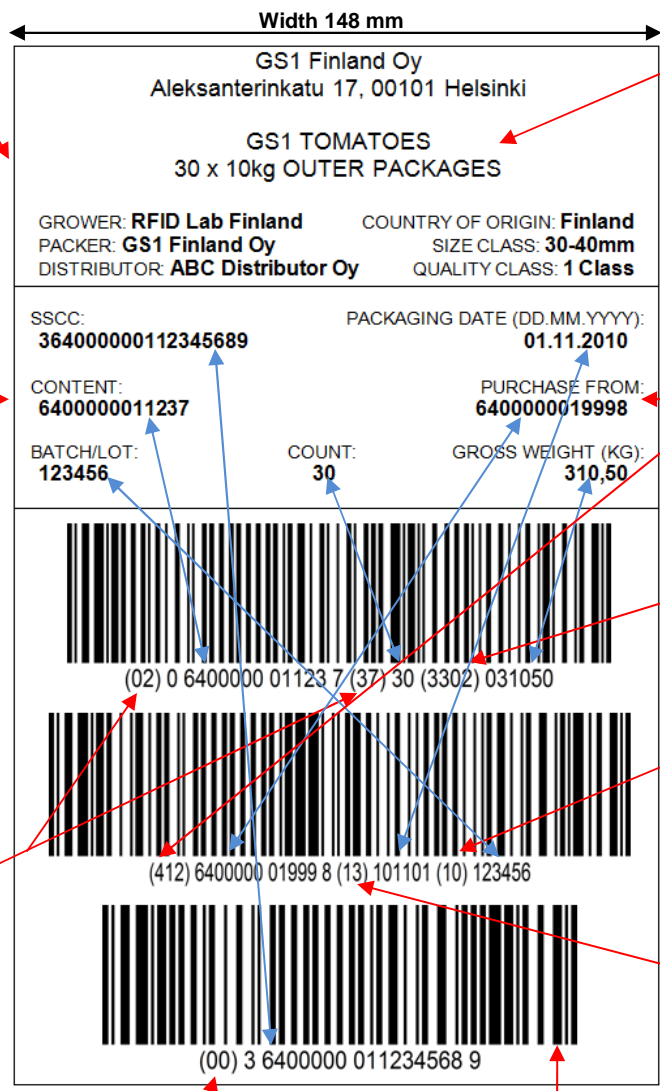 Width 148 mm
GS1 Finland Oy
Aleksanterinkatu 17, 00101 Helsinki
GS1 TOMATOES
30 x 10kg OUTER PACKAGES
GROWER: RFID Lab Finland COUNTRY OF ORIGIN: Finland
PACKER: GS1 Finland Oy SIZE CLASS: 30-40mm
DISTRIBUTOR: ABC Distributor Oy QUALITY CLASS: 1 Class
SSCC: PACKAGING DATE (DD.MM.YYYY):
364000000112345689 01.11.2010
CONTENT: PURCHASE FROM:
6400000011237 6400000019998
BATCH/LOT: COUNT: GROSS WEIGHT (KG):
123456 30 310,50
(02) 0 6400000 01123 7 (37) 30 (3302) 031050
(412) 6400000 01999 8 (13) 101101 (10) 123456
(00) 3 6400000 011234568 9